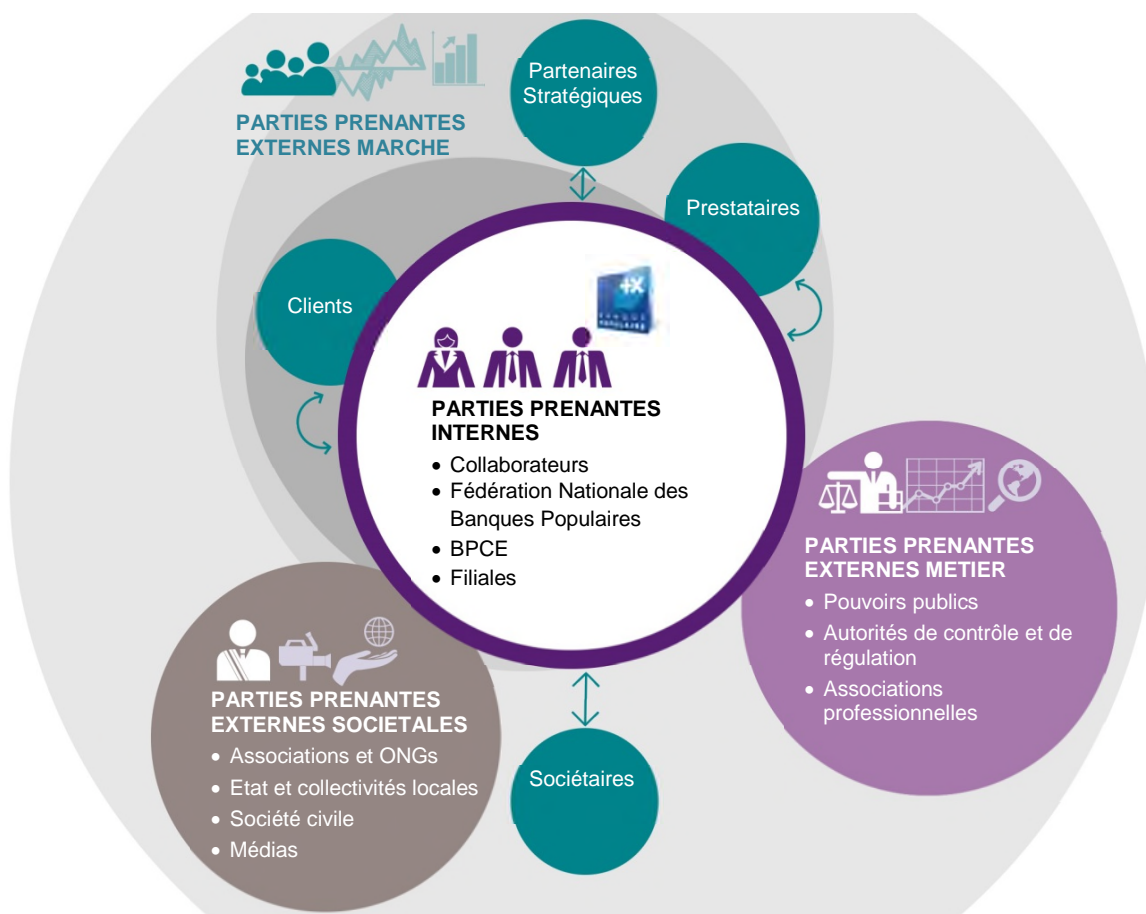 PARTIES PRENANTES
EXTERNES MARCHE
Partenaires
Stratégiques
Prestataires
Clients
BANQUE
POPULAIRE
PARTIES PRENANTES
INTERNES
• Collaborateurs
• Fédération Nationale des
Banques Populaires
• BPCE
• Filiales
PARTIES PRENANTES
EXTERNES METIER
• Pouvoirs publics
• Autorités de contrôle et de
régulation
• Associations
professionnelles
PARTIES PRENANTES
EXTERNES SOCIETALES
• Associations et ONGs
• Etat et collectivités locales
• Société civile
• Médias
Sociétaires